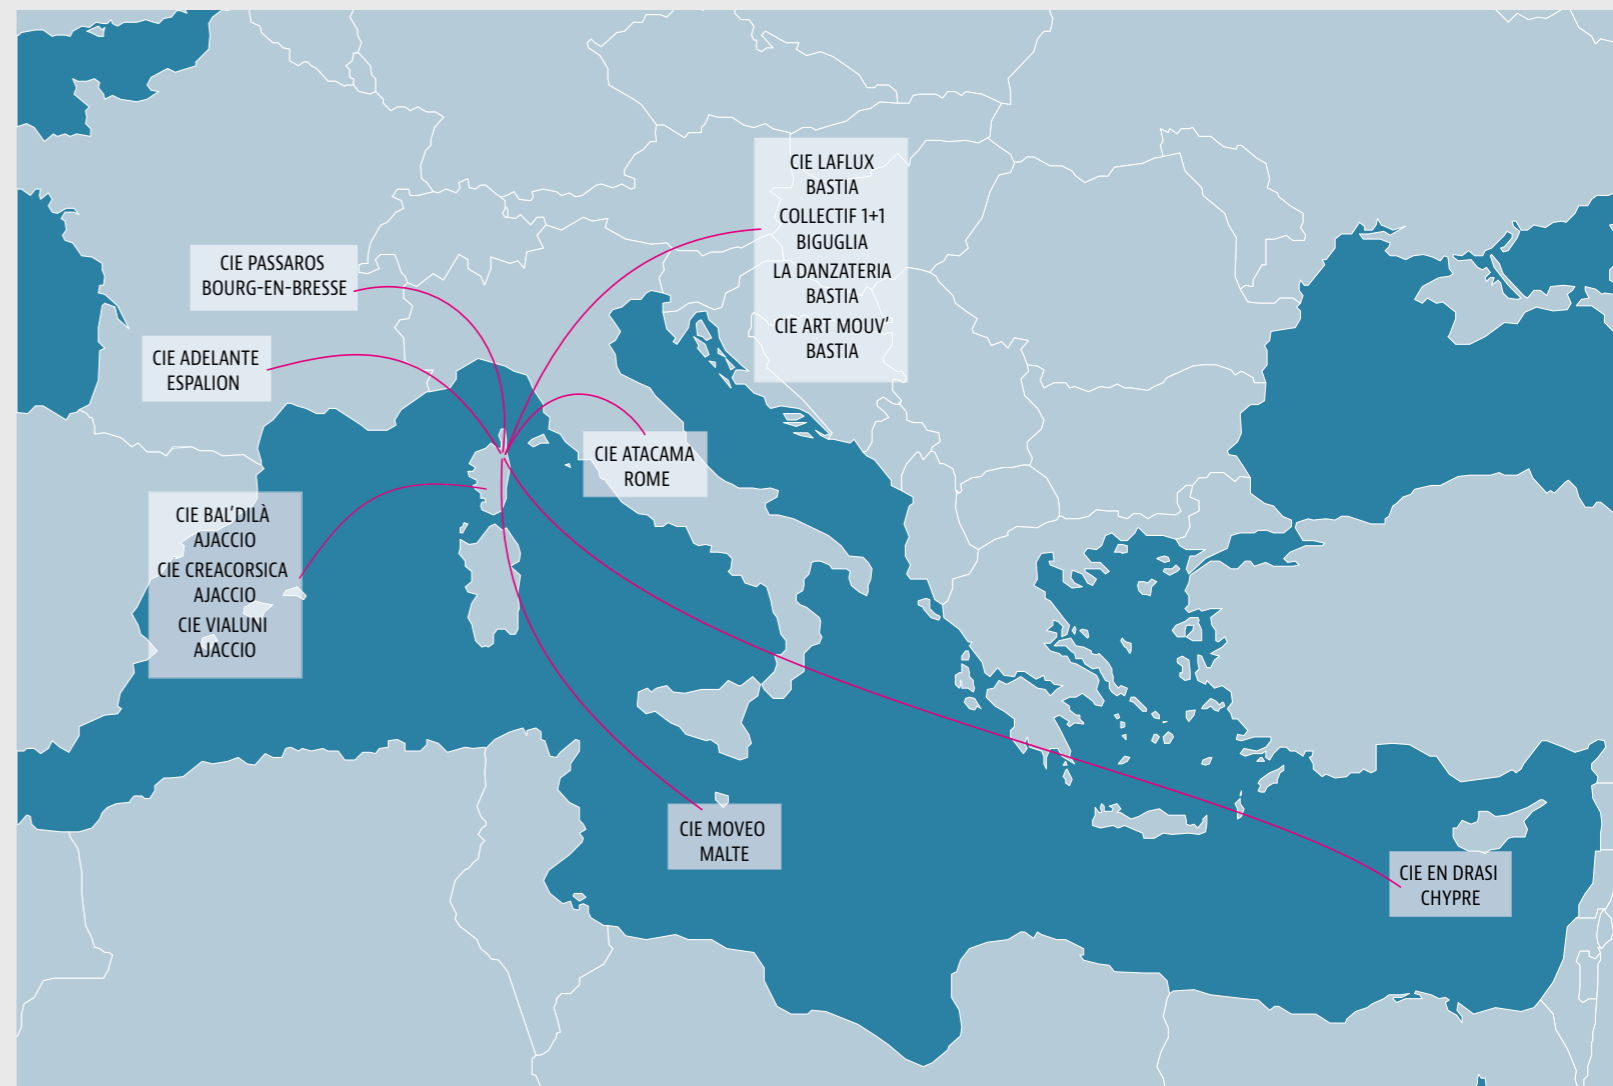 CIE LAFLUX
BASTIA
COLLECTIF 1+1
BIGUGLIA
LA DANZATERIA
BASTIA
CIE ART MOUV'
BASTIA
CIE PASSAROS
BOURG-EN-BRESSE
CIE ADELANTE
ESPALION
CIE ATACAMA
ROME
CIE BAL'DILÀ
AJACCIO
CIE CREACORSICA
AJACCIO
CIE VIALUNI
AJACCIO
CIE MOVEO
MALTE
CIE EN DRASI
CHYPRE